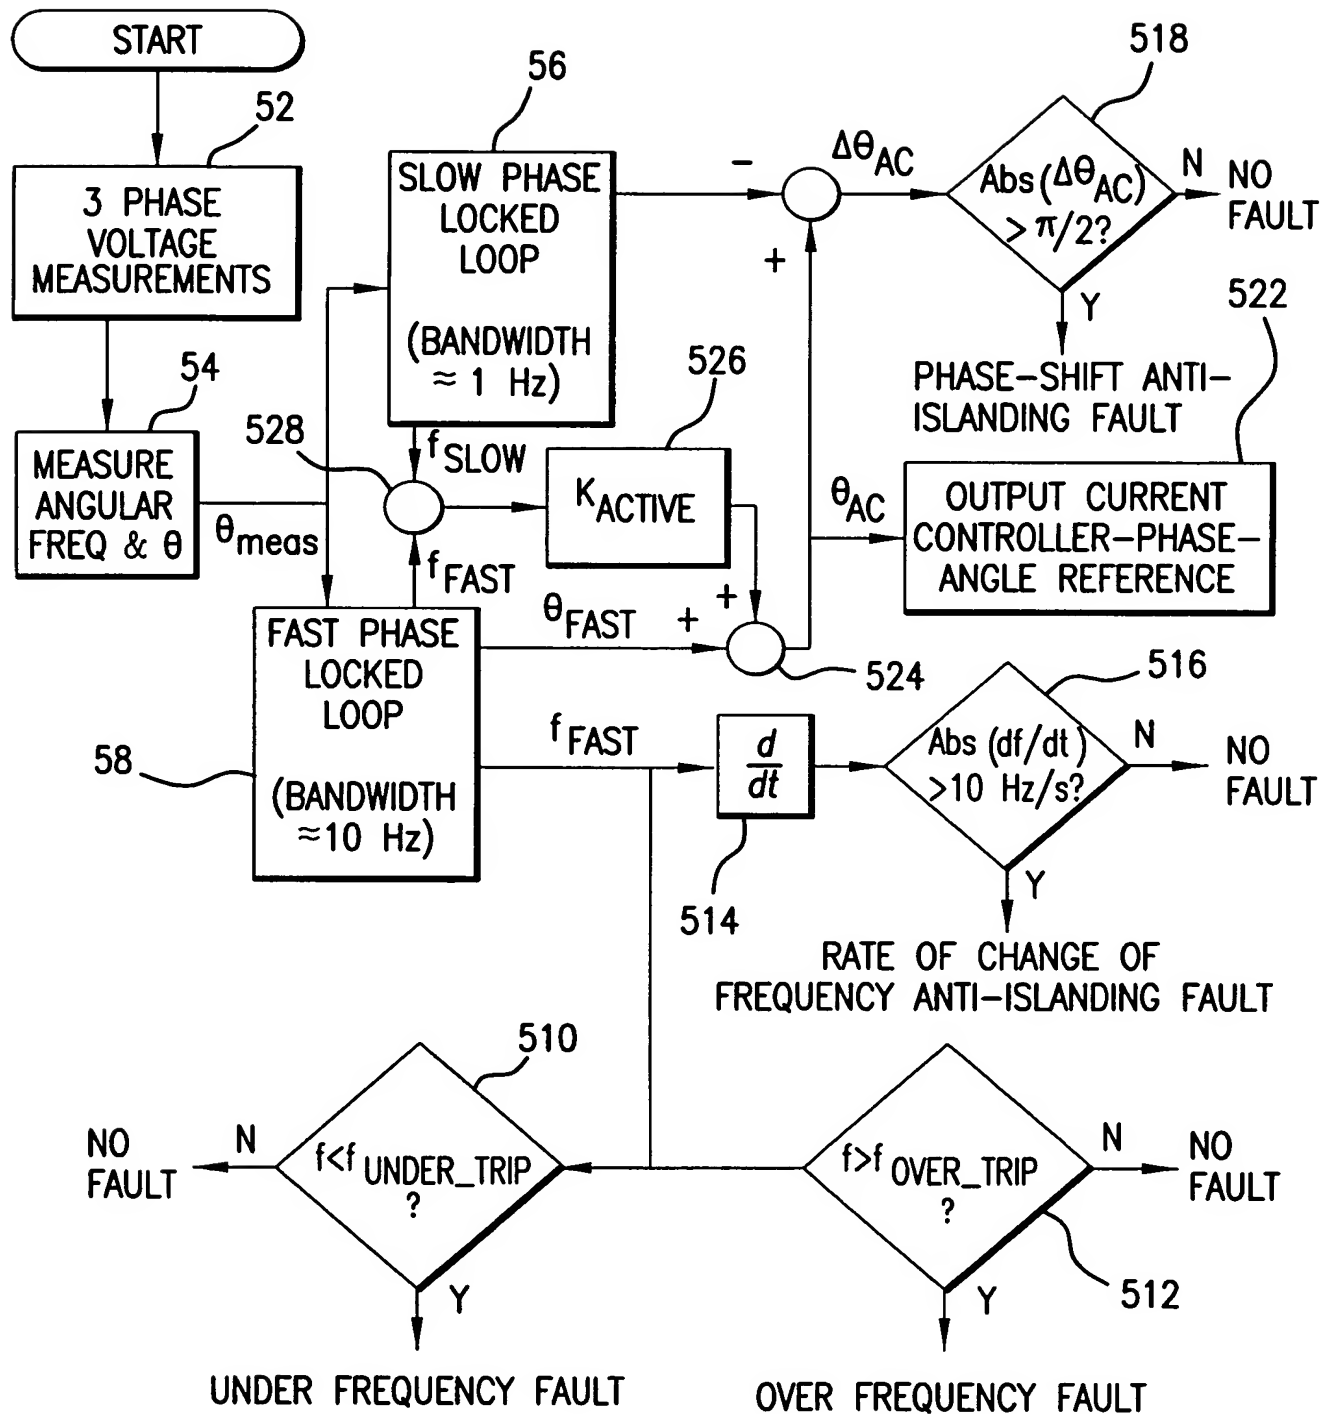 START
52
3 PHASE
VOLTAGE
MEASUREMENTS
54
MEASURE
ANGULAR
FREQ & θ
θmeas
56
SLOW PHASE
LOCKED
LOOP
(BANDWIDTH
≈ 1 Hz)
528
fSLOW
fFAST
526
KACTIVE
-
+
ΔθAC
518
Abs(ΔθAC)
> π/2?
N
NO
FAULT
Y
PHASE-SHIFT ANTI-
ISLANDING FAULT
522
θAC
OUTPUT CURRENT
CONTROLLER-PHASE-
ANGLE REFERENCE
58
FAST PHASE
LOCKED
LOOP
(BANDWIDTH
≈10 Hz)
θFAST
+
+
524
fFAST
d
dt
514
516
Abs (df/dt)
>10 Hz/s?
N
NO
FAULT
Y
RATE OF CHANGE OF
FREQUENCY ANTI-ISLANDING FAULT
510
f<f UNDER_TRIP
?
N
NO
FAULT
Y
UNDER FREQUENCY FAULT
f>f OVER_TRIP
?
N
NO
FAULT
512
Y
OVER FREQUENCY FAULT